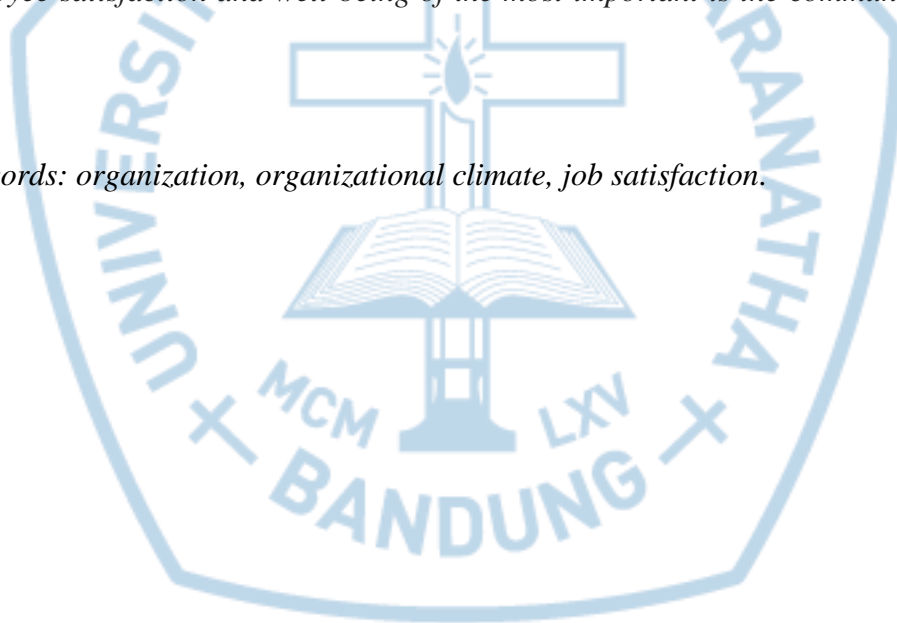 satisfaction and well being of the most important is the
ords: organization, organizational climate, job satisfaction.
UNIVERSI
RANATHA
MCM LXV
BANDUNG